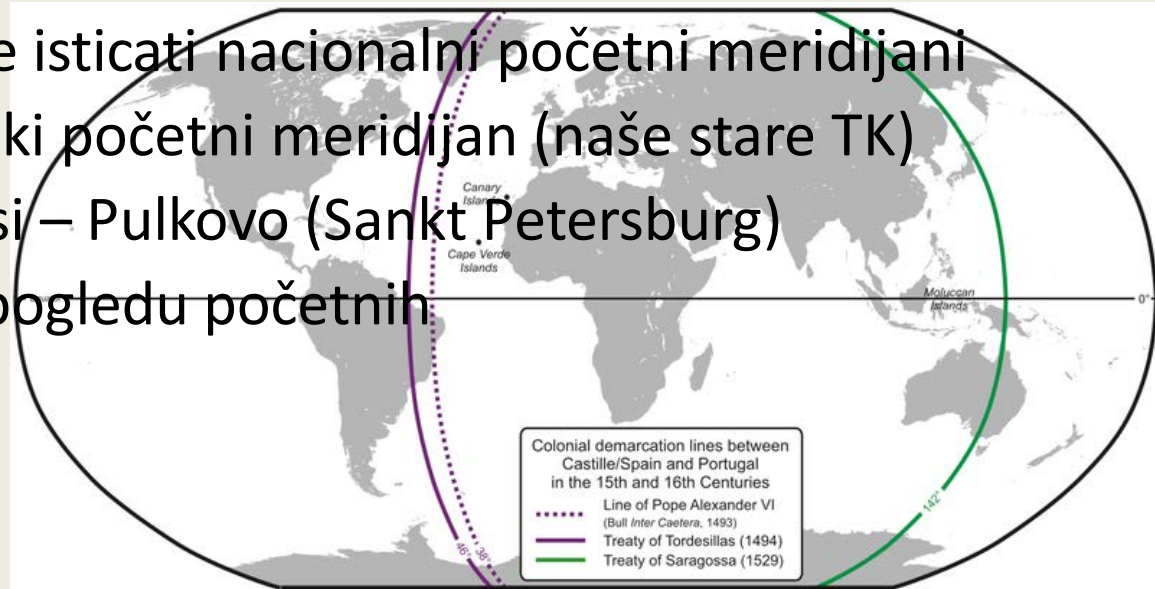 e isticati nacionalni početni meridijani
ki početni meridijan (naše stare TK)
si – Pulkovo (Sankt Petersburg)
pogledu početnih
Canary
Islands
Cape Verde
Islands
Moluccan
Islands
0°
142°
46°
38°
Colonial demarcation lines between
Castille/Spain and Portugal
in the 15th and 16th Centuries
Line of Pope Alexander VI
(Bull Inter Caetera, 1493)
Treaty of Tordesillas (1494)
Treaty of Saragossa (1529)